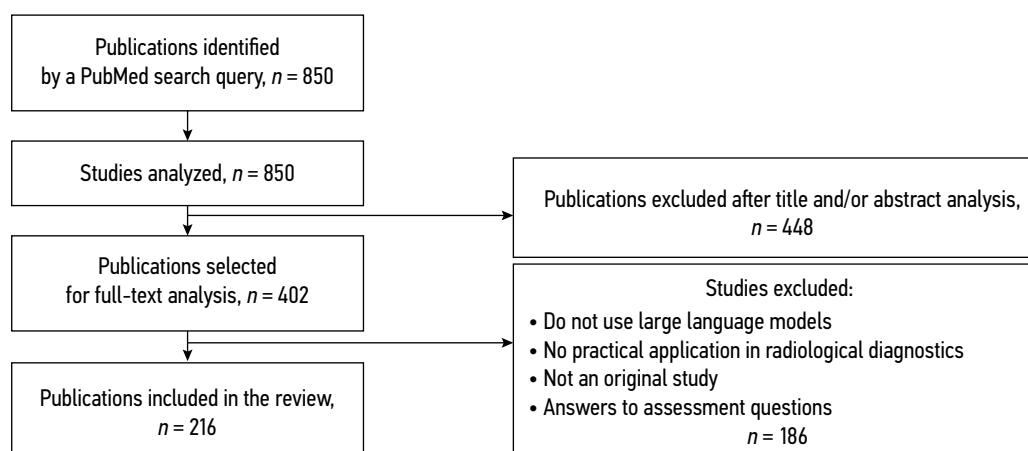 Publications identified
by a PubMed search query, n = 850
Studies analyzed, n = 850
Publications excluded after title and/or abstract analysis,
n = 448
Publications selected
for full-text analysis, n = 402
Studies excluded:
• Do not use large language models
• No practical application in radiological diagnostics
• Not an original study
• Answers to assessment questions
n = 186
Publications included in the review,
n = 216